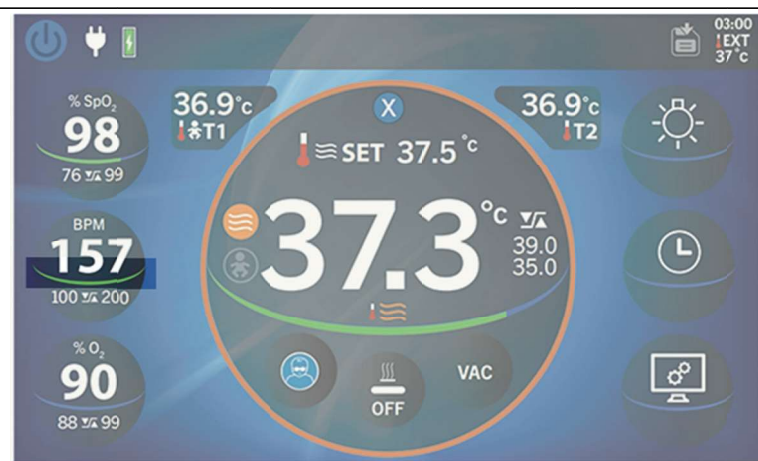 03:00
EXT
37°c
% SpO₂
98
76 99
36.9°c
T1
X
36.9°c
T2
SET 37.5°c
37.3°c
39.0
35.0
BPM
157
100 200
% O₂
90
88 99
OFF
VAC